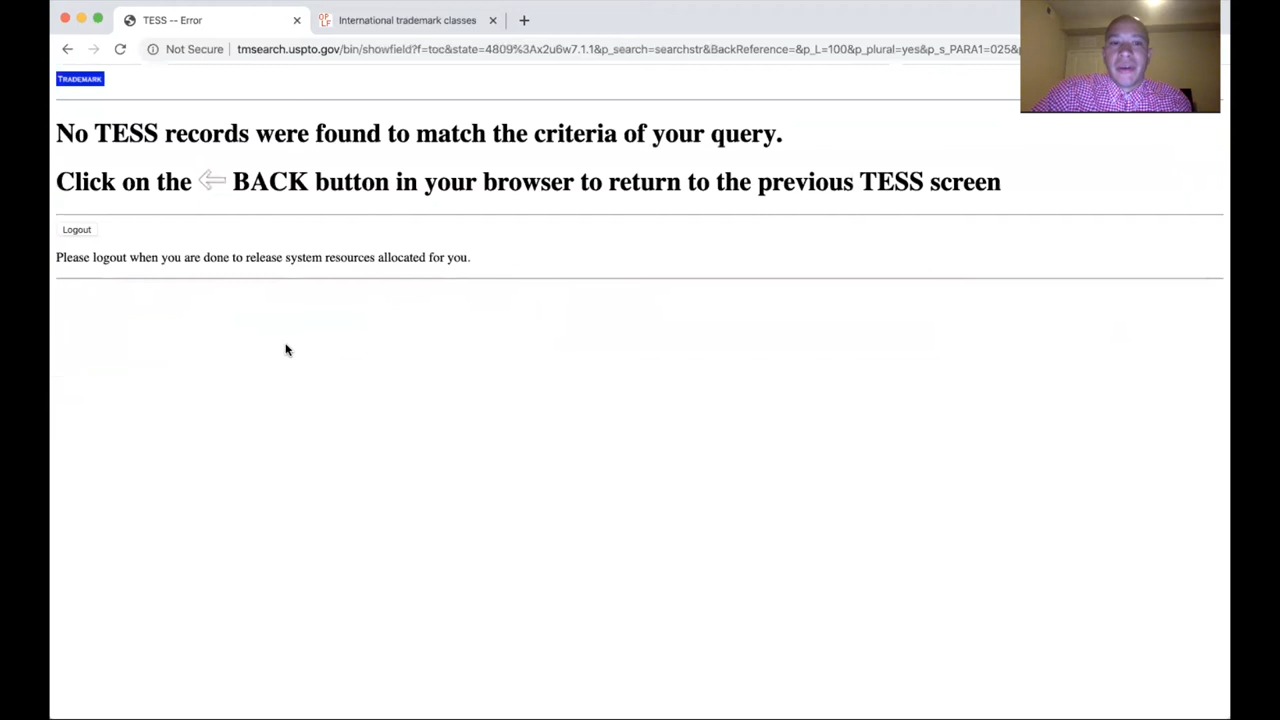 TESS -- Error
International trademark classes
Not Secure
tmsearch.uspto.gov/bin/showfield?f=toc&state=4809%3Ax2u6w7.1.1&p_search=searchstr&BackReference=&p_L=100&p_plural=yes&p_s_PARA1=025&
TRADEMARK
No TESS records were found to match the criteria of your query.
Click on the BACK button in your browser to return to the previous TESS screen
Logout
Please logout when you are done to release system resources allocated for you.